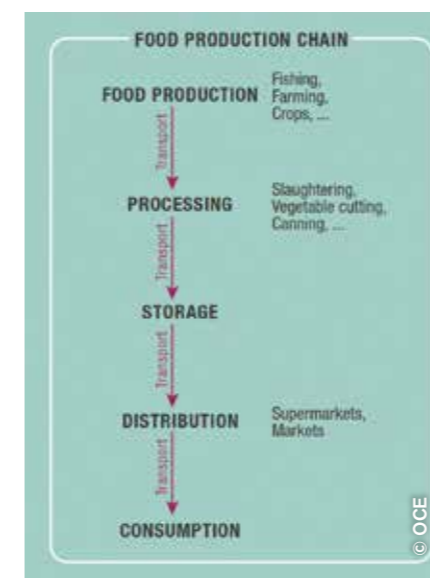 FOOD PRODUCTION CHAIN
FOOD PRODUCTION
Fishing,
Farming,
Crops, ...
Transport
PROCESSING
Slaughtering,
Vegetable cutting,
Canning, ...
Transport
STORAGE
Transport
DISTRIBUTION
Supermarkets,
Markets
Transport
CONSUMPTION
© OCE